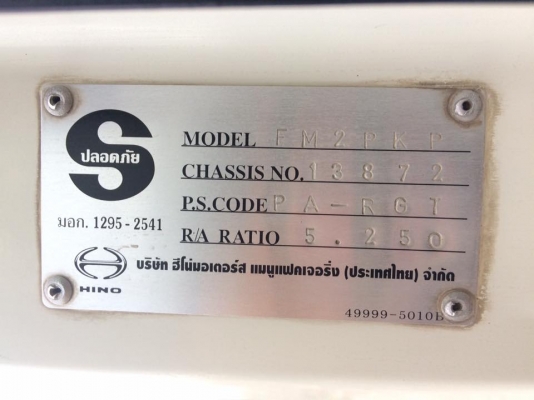 ปลอดภัย
มอก. 1295 - 2541
MODEL FM2PKP
CHASSIS NO. 13872
P.S.CODE PA-RGT
R/A RATIO 5.250
HINO
บริษัท ฮีโน่มอเตอร์ส แมนูแฟคเจอริ่ง (ประเทศไทย) จำกัด
49999-5010B